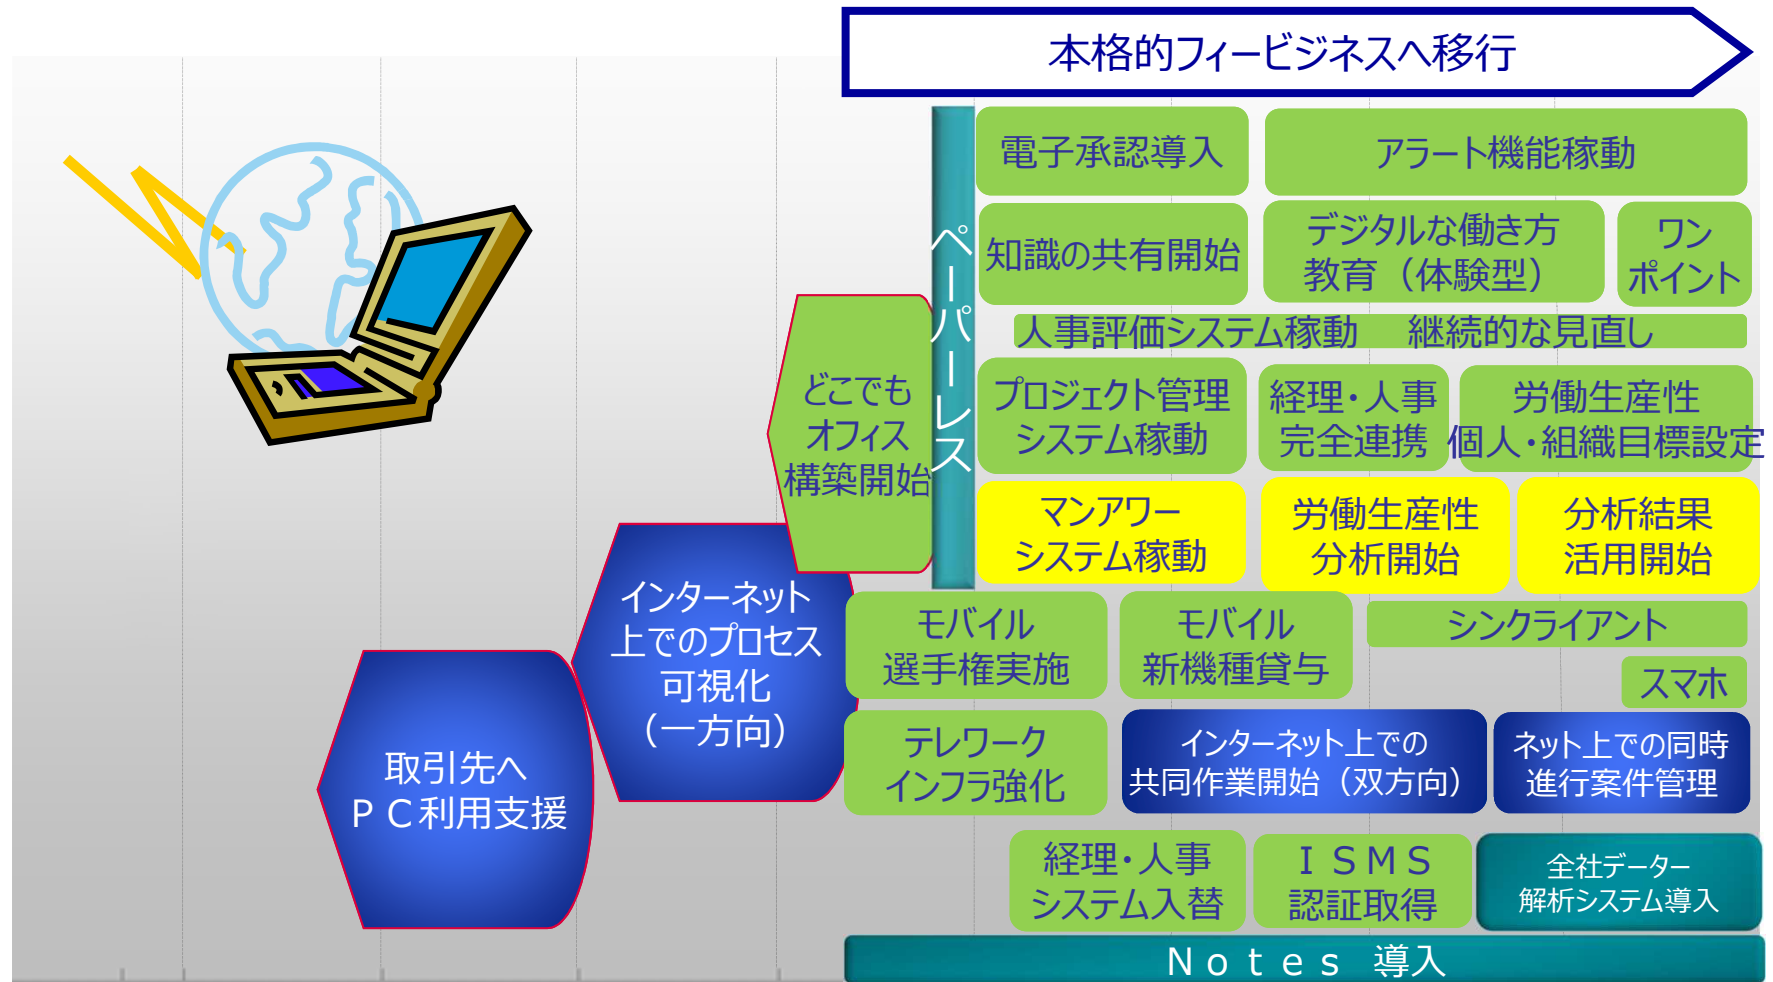 本格的フィービジネスへ移行
電子承認導入
アラート機能稼動
ペーパーレス
知識の共有開始
デジタルな働き方
教育（体験型）
ワン
ポイント
人事評価システム稼動　継続的な見直し
どこでも
オフィス
構築開始
プロジェクト管理
システム稼動
経理・人事
完全連携
労働生産性
個人・組織目標設定
マンアワー
システム稼動
労働生産性
分析開始
分析結果
活用開始
インターネット
上でのプロセス
可視化
（一方向）
モバイル
選手権実施
モバイル
新機種貸与
シンクライアント
スマホ
取引先へ
ＰＣ利用支援
テレワーク
インフラ強化
インターネット上での
共同作業開始（双方向）
ネット上での同時
進行案件管理
経理・人事
システム入替
ＩＳＭＳ
認証取得
全社データー
解析システム導入
Ｎｏｔｅｓ 導入